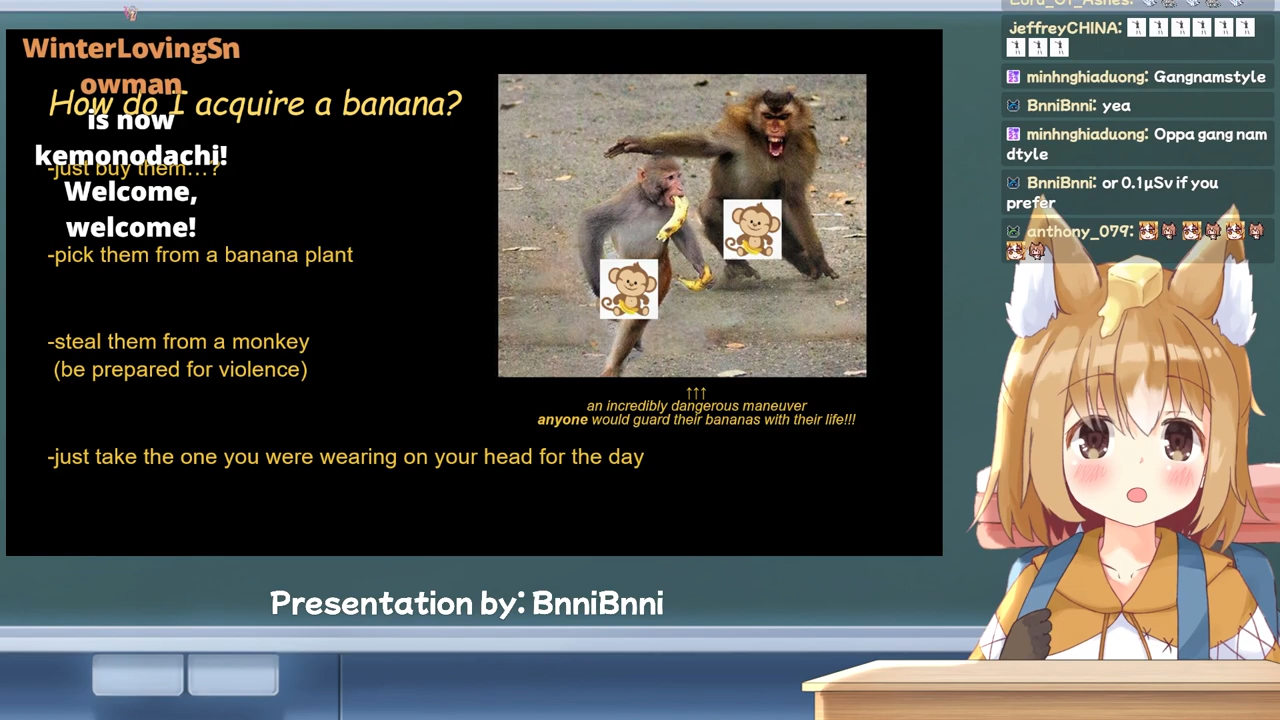 WinterLovingSn
owman
is now
kemonodachi!
Welcome,
welcome!
How do I acquire a banana?
-just buy them...?
-pick them from a banana plant
-steal them from a monkey
(be prepared for violence)
-just take the one you were wearing on your head for the day
↑↑↑
an incredibly dangerous maneuver
anyone would guard their bananas with their life!!!
Presentation by: BnniBnni
Lord_Of_Ashes:
jeffreyCHINA:
minhnghiaduong: Gangnamstyle
BnniBnni: yea
minhnghiaduong: Oppa gang nam
dtyle
BnniBnni: or 0.1µSv if you
prefer
anthony_079: